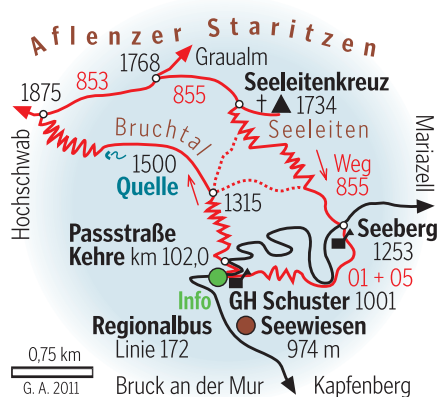 Aflenzer Staritzen
1768
Graualm
853
1875
855
Seeleitenkreuz
† 1734
Seeleiten
Bruchtal
Hochschwab
1500
Quelle
Weg
855
Mariazell
1315
Seeberg
1253
Passstraße
Kehre km 102,0
01 + 05
Info
GH Schuster 1001
Regionalbus
Linie 172
Seewiesen
974 m
0,75 km
G. A. 2011
Bruck an der Mur
Kapfenberg